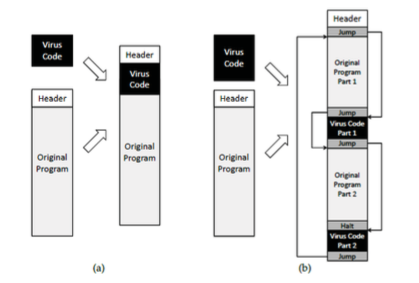 Virus
Code
Header
Original
Program
Header
Virus
Code
Original
Program
(a)
Virus
Code
Header
Original
Program
Header
Jump
Original
Program
Part 1
Jump
Virus Code
Part 1
Jump
Original
Program
Part 2
Halt
Virus Code
Part 2
Jump
(b)